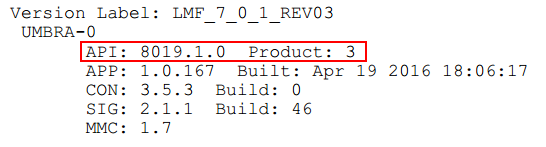 Version Label: LMF_7_0_1_REV03
UMBRA-0
API: 8019.1.0 Product: 3
APP: 1.0.167 Built: Apr 19 2016 18:06:17
CON: 3.5.3 Build: 0
SIG: 2.1.1 Build: 46
MMC: 1.7